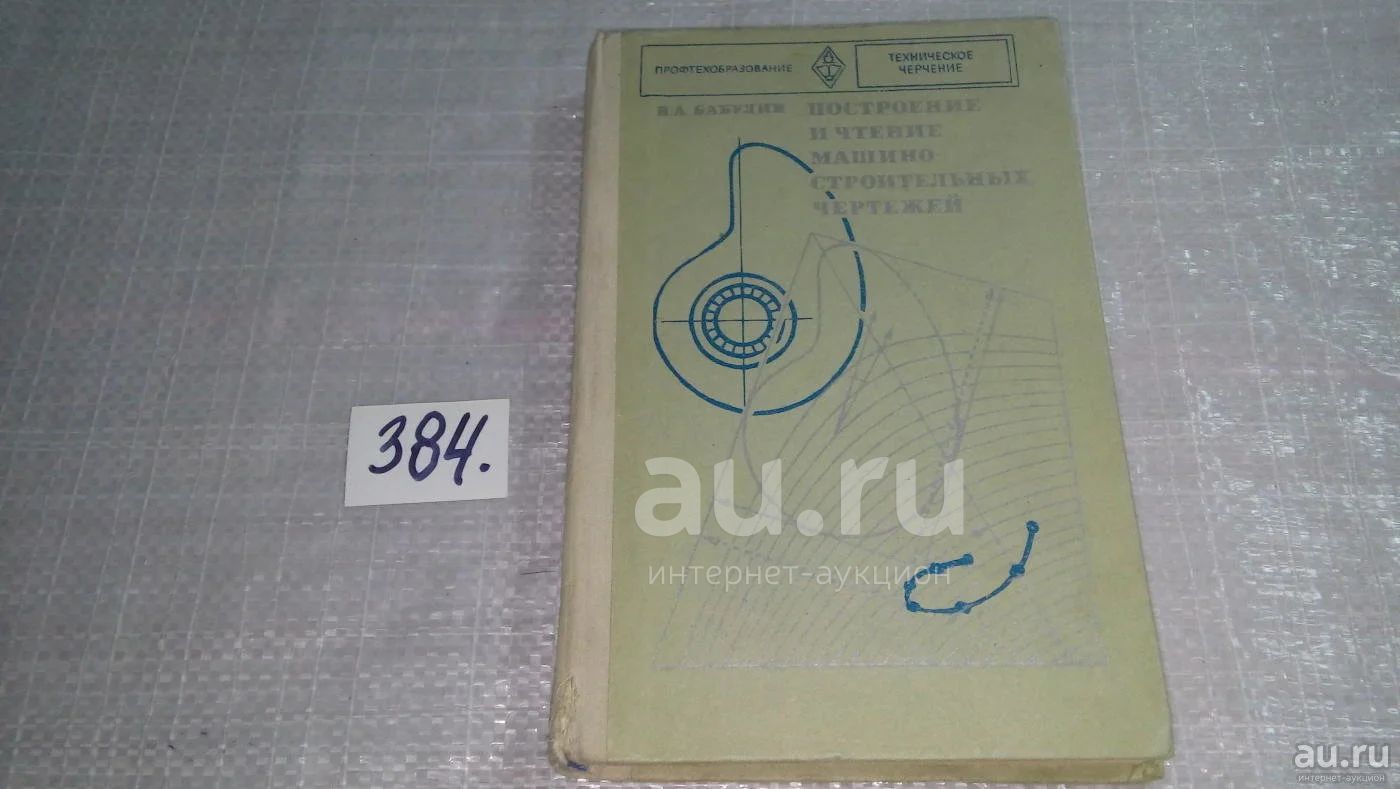 ПРОФТЕХОБРАЗОВАНИЕ
ТЕХНИЧЕСКОЕ
ЧЕРЧЕНИЕ
И.А. БАБУЛИН
ПОСТРОЕНИЕ
И ЧТЕНИЕ
МАШИНО-
СТРОИТЕЛЬНЫХ
ЧЕРТЕЖЕЙ
384.
au.ru
интернет-аукцион
au.ru
интернет-аукцион